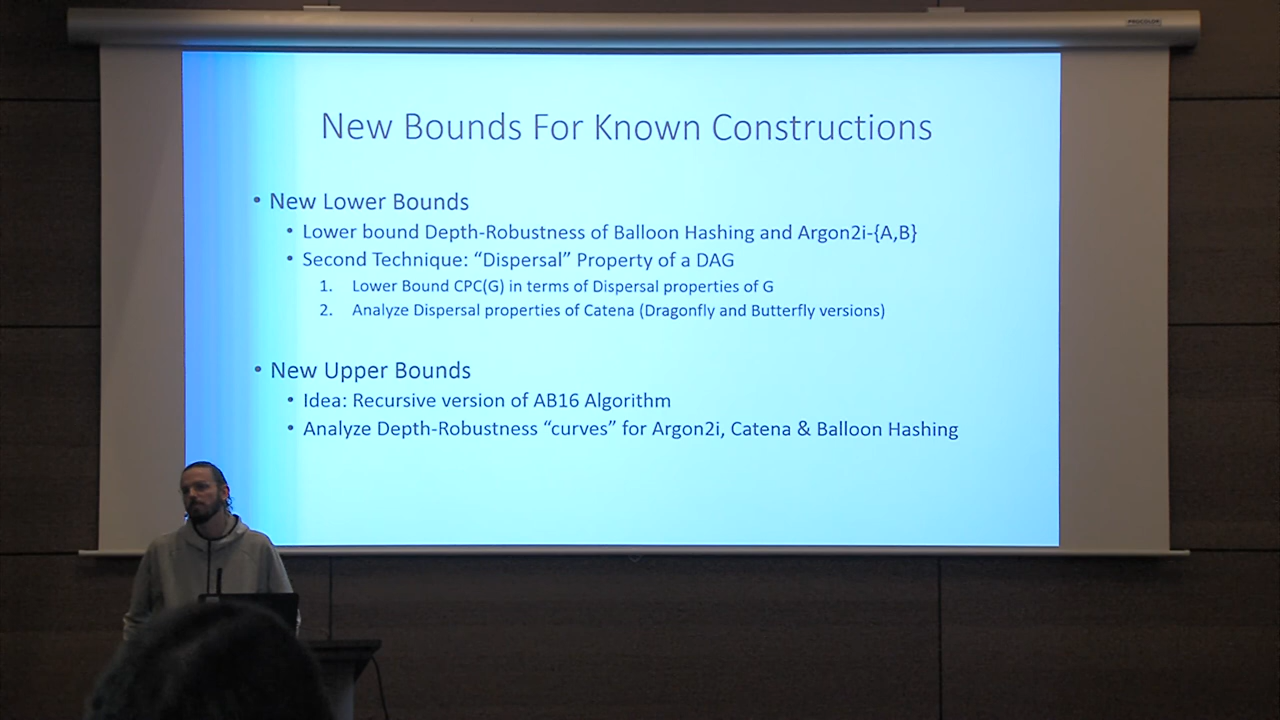 PROCOLOR
New Bounds For Known Constructions
• New Lower Bounds
• Lower bound Depth-Robustness of Balloon Hashing and Argon2i-{A,B}
• Second Technique: “Dispersal” Property of a DAG
1. Lower Bound CPC(G) in terms of Dispersal properties of G
2. Analyze Dispersal properties of Catena (Dragonfly and Butterfly versions)
• New Upper Bounds
• Idea: Recursive version of AB16 Algorithm
• Analyze Depth-Robustness “curves” for Argon2i, Catena & Balloon Hashing